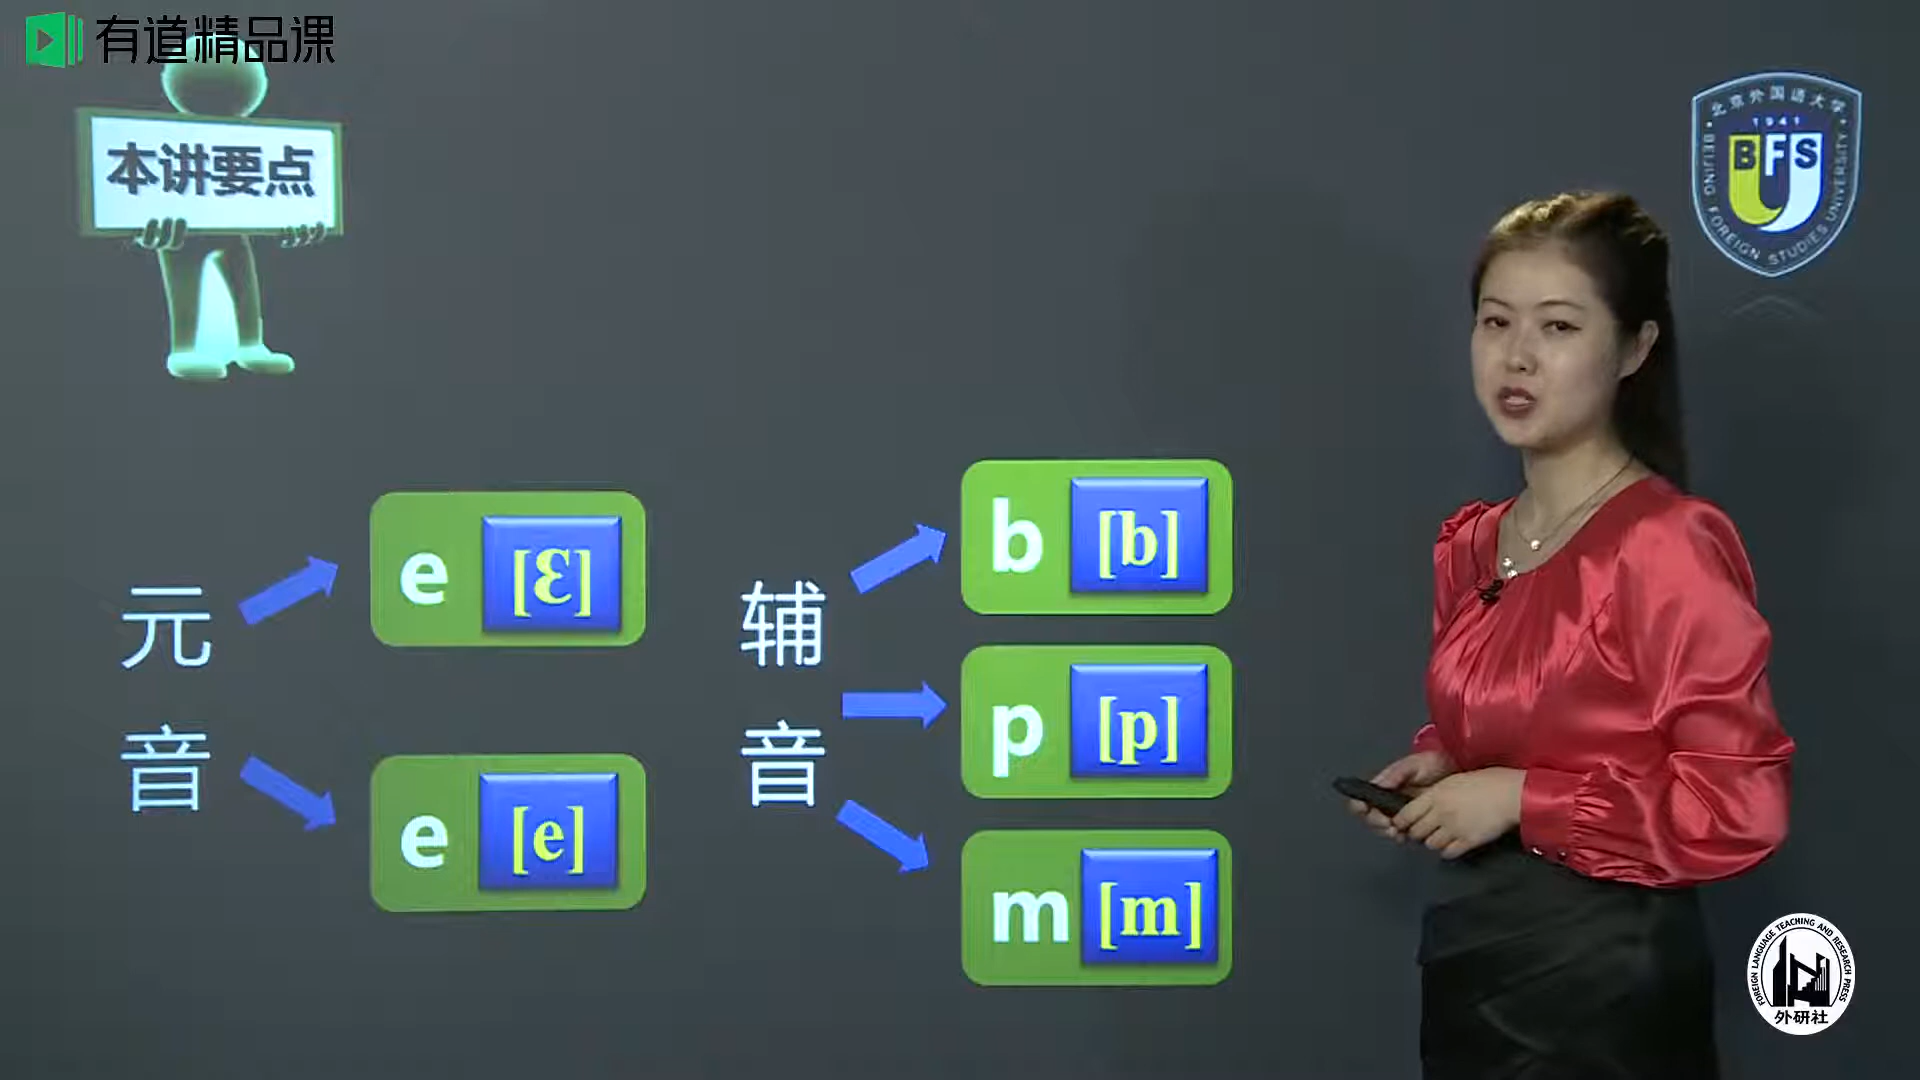 有道精品课
本讲要点
北京外国语大学
1941
BFSU
BEIJING FOREIGN STUDIES UNIVERSITY
元音
e [ɛ]
e [e]
辅音
b [b]
p [p]
m [m]
FOREIGN LANGUAGE TEACHING AND RESEARCH PRESS
外研社